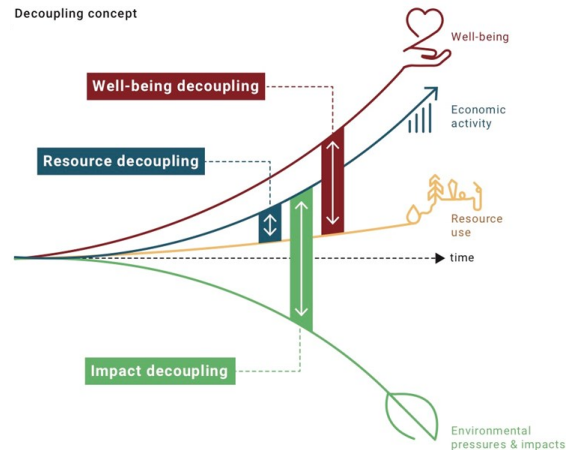 Decoupling concept
Well-being
Well-being decoupling
Economic
activity
Resource decoupling
Resource
use
time
Impact decoupling
Environmental
pressures & impacts